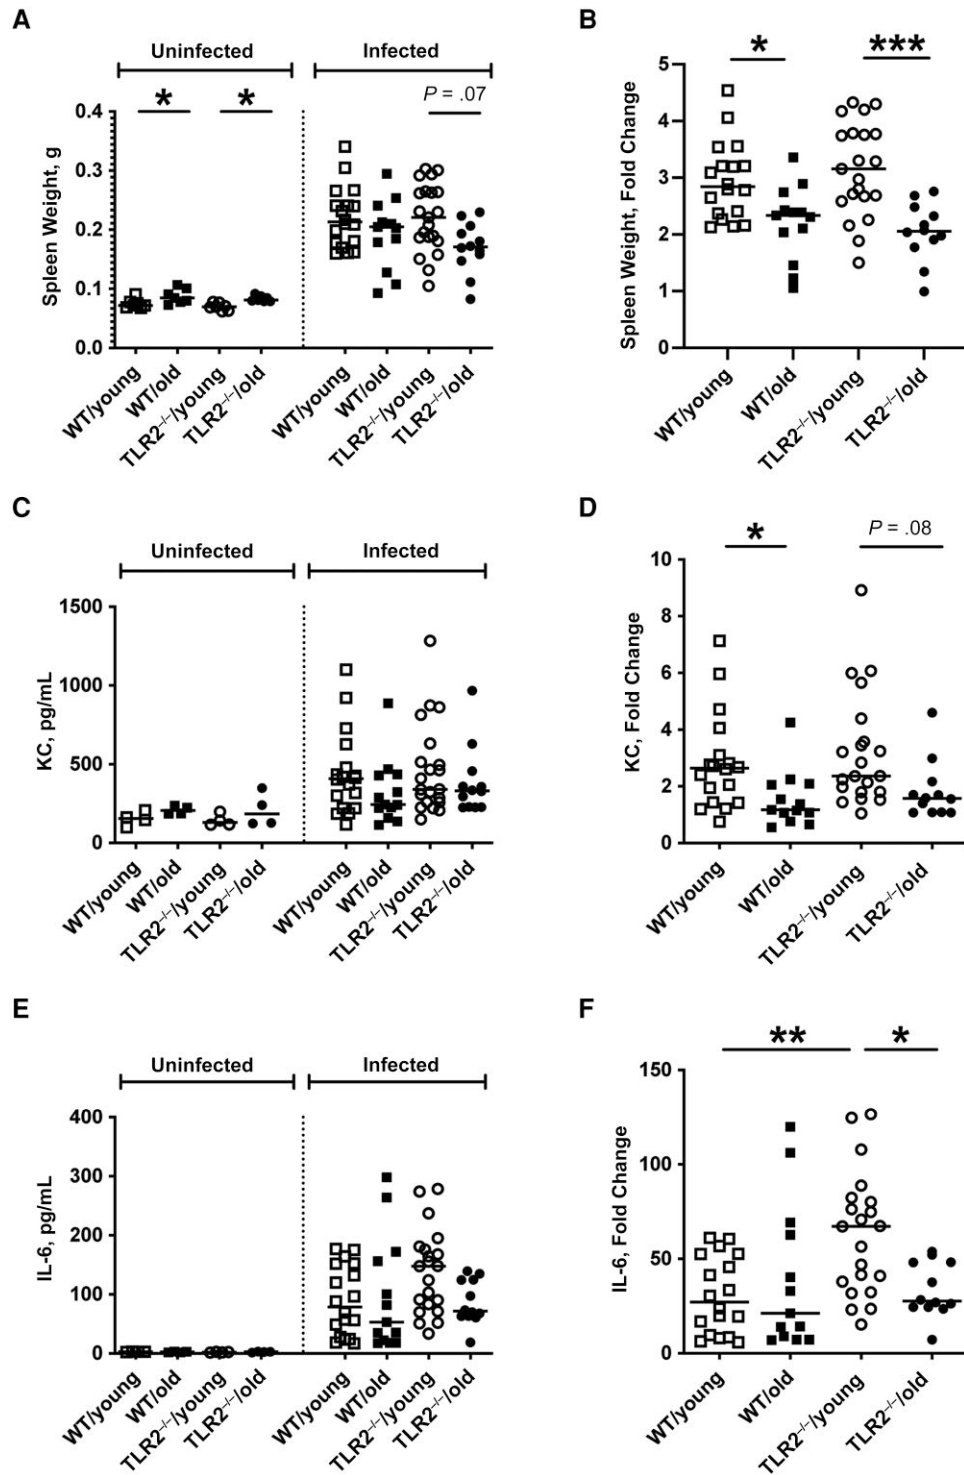 A
Uninfected
Infected
*
*
P = .07
Spleen Weight, g
0.4
0.3
0.2
0.1
0.0
WT/young
WT/old
TLR2⁻/⁻/young
TLR2⁻/⁻/old
WT/young
WT/old
TLR2⁻/⁻/young
TLR2⁻/⁻/old
B
*
***
Spleen Weight, Fold Change
5
4
3
2
1
0
WT/young
WT/old
TLR2⁻/⁻/young
TLR2⁻/⁻/old
C
Uninfected
Infected
KC, pg/mL
1500
1000
500
0
WT/young
WT/old
TLR2⁻/⁻/young
TLR2⁻/⁻/old
WT/young
WT/old
TLR2⁻/⁻/young
TLR2⁻/⁻/old
D
*
P = .08
KC, Fold Change
10
8
6
4
2
0
WT/young
WT/old
TLR2⁻/⁻/young
TLR2⁻/⁻/old
E
Uninfected
Infected
IL-6, pg/mL
400
300
200
100
0
WT/young
WT/old
TLR2⁻/⁻/young
TLR2⁻/⁻/old
WT/young
WT/old
TLR2⁻/⁻/young
TLR2⁻/⁻/old
F
**
*
IL-6, Fold Change
150
100
50
0
WT/young
WT/old
TLR2⁻/⁻/young
TLR2⁻/⁻/old